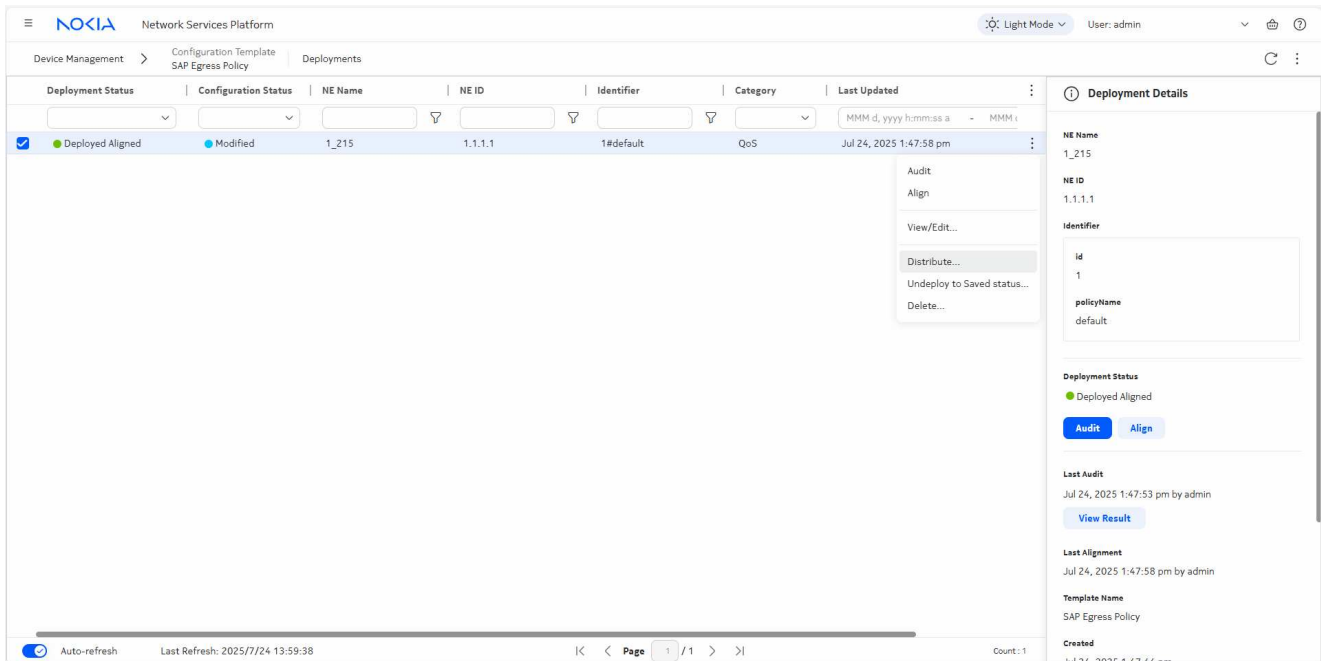 NOKIA Network Services Platform Light Mode User: admin
Device Management > Configuration Template Deployments
SAP Egress Policy
Deployment Status Configuration Status NE Name NE ID Identifier Category Last Updated
MMM d, yyyy h:mm:ss a - MMM
Deployed Aligned Modified 1_215 1.1.1.1 1#default QoS Jul 24, 2025 1:47:58 pm
Audit
Align
View/Edit...
Distribute...
Undeploy to Saved status...
Delete...
Deployment Details
NE Name
1_215
NE ID
1.1.1.1
Identifier
id
1
policyName
default
Deployment Status
Deployed Aligned
Audit Align
Last Audit
Jul 24, 2025 1:47:53 pm by admin
View Result
Last Alignment
Jul 24, 2025 1:47:58 pm by admin
Template Name
SAP Egress Policy
Created
Auto-refresh Last Refresh: 2025/7/24 13:59:38 Page 1 / 1 Count : 1